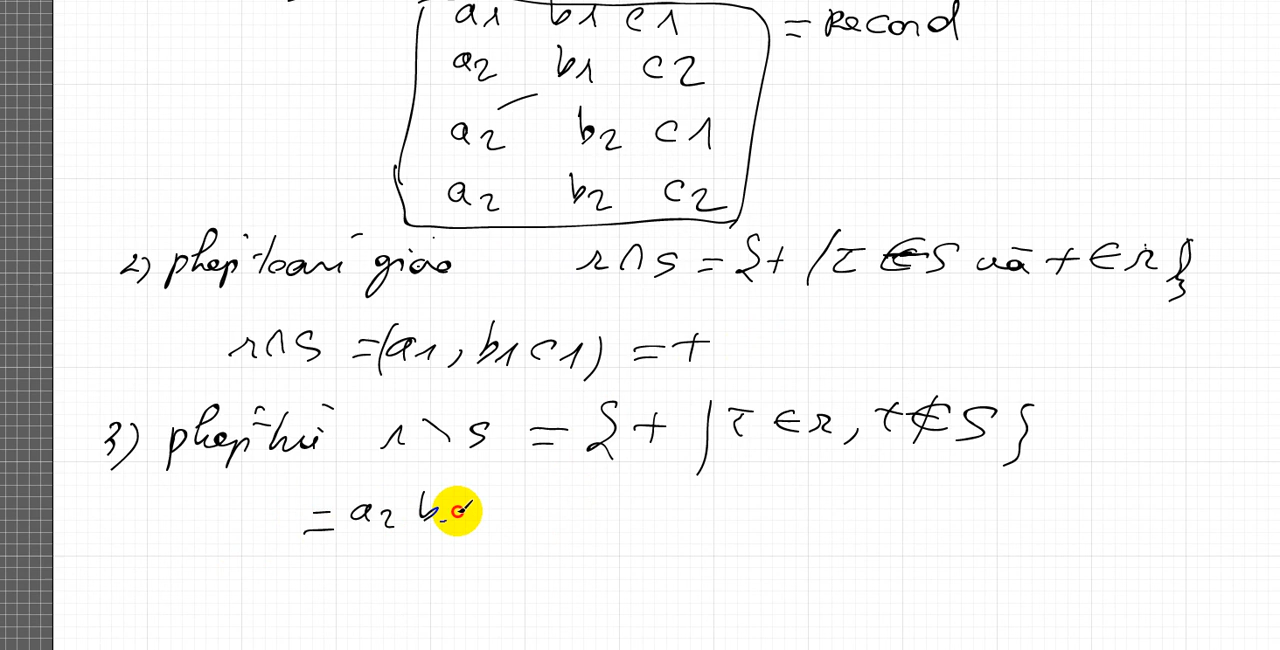 a1 b1 c1 = Record
a2 b1 c2
a2 b2 c1
a2 b2 c2
2) phép toán giao r∩s = {t / t ∈ s và t ∈ r}
r∩s = (a1, b1 c1) = t
3) phép trừ r \ s = {t | t ∈ r, t ∉ s}
= a2 b